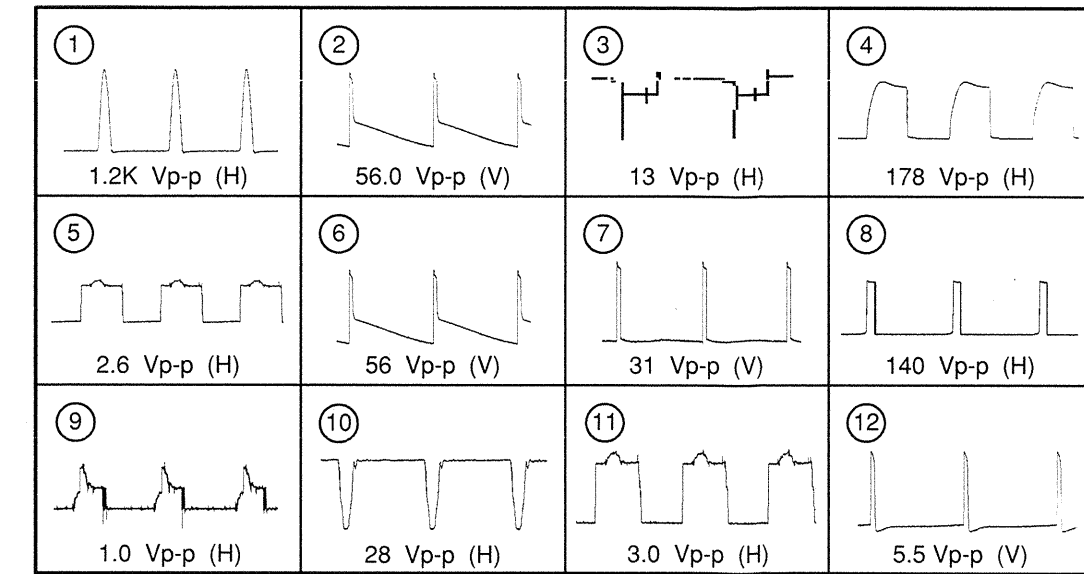 1 2 3 4
1.2K Vp-p (H) 56.0 Vp-p (V) 13 Vp-p (H) 178 Vp-p (H)
5 6 7 8
2.6 Vp-p (H) 56 Vp-p (V) 31 Vp-p (V) 140 Vp-p (H)
9 10 11 12
1.0 Vp-p (H) 28 Vp-p (H) 3.0 Vp-p (H) 5.5 Vp-p (V)